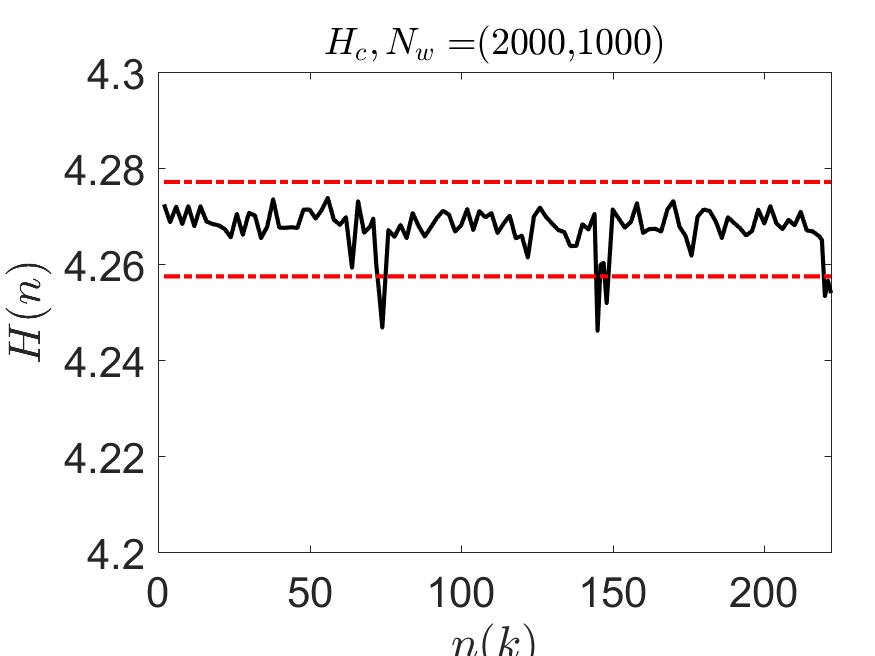 H_c, N_w =(2000,1000)
4.3
4.28
4.26
4.24
4.22
4.2
H(n)
0 50 100 150 200
n(k)